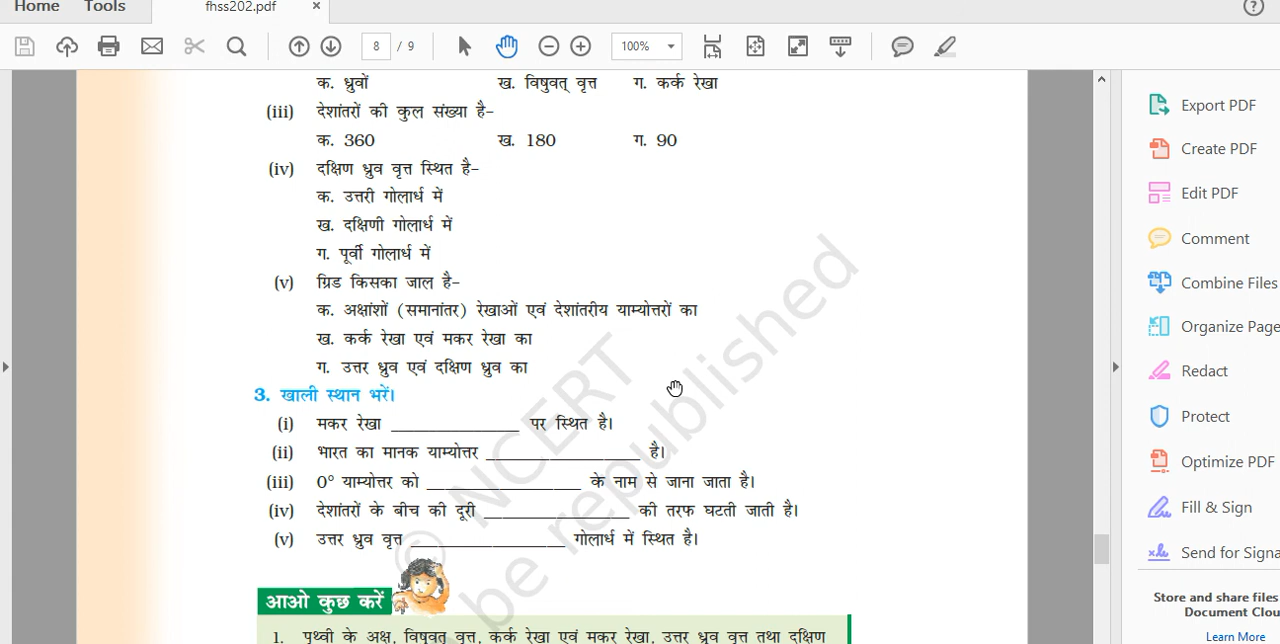 Home Tools fhss202.pdf × ?
8 / 9 100%
क. ध्रुवों ख. विषुवत् वृत्त ग. कर्क रेखा
(iii) देशांतरों की कुल संख्या है–
क. 360 ख. 180 ग. 90
(iv) दक्षिण ध्रुव वृत्त स्थित है–
क. उत्तरी गोलार्ध में
ख. दक्षिणी गोलार्ध में
ग. पूर्वी गोलार्ध में
(v) ग्रिड किसका जाल है–
क. अक्षांशों (समानांतर) रेखाओं एवं देशांतरीय याम्योत्तरों का
ख. कर्क रेखा एवं मकर रेखा का
ग. उत्तर ध्रुव एवं दक्षिण ध्रुव का
3. खाली स्थान भरें।
(i) मकर रेखा ______________ पर स्थित है।
(ii) भारत का मानक याम्योत्तर _________________ है।
(iii) 0° याम्योत्तर को _________________ के नाम से जाना जाता है।
(iv) देशांतरों के बीच की दूरी ________________ की तरफ घटती जाती है।
(v) उत्तर ध्रुव वृत्त _________________ गोलार्ध में स्थित है।
आओ कुछ करें
1. पृथ्वी के अक्ष, विषुवत् वृत्त, कर्क रेखा एवं मकर रेखा, उत्तर ध्रुव वृत्त तथा दक्षिण
© NCERT
be republished
Export PDF
Create PDF
Edit PDF
Comment
Combine Files
Organize Page
Redact
Protect
Optimize PDF
Fill & Sign
Send for Signa
Store and share files
Document Clou
Learn More